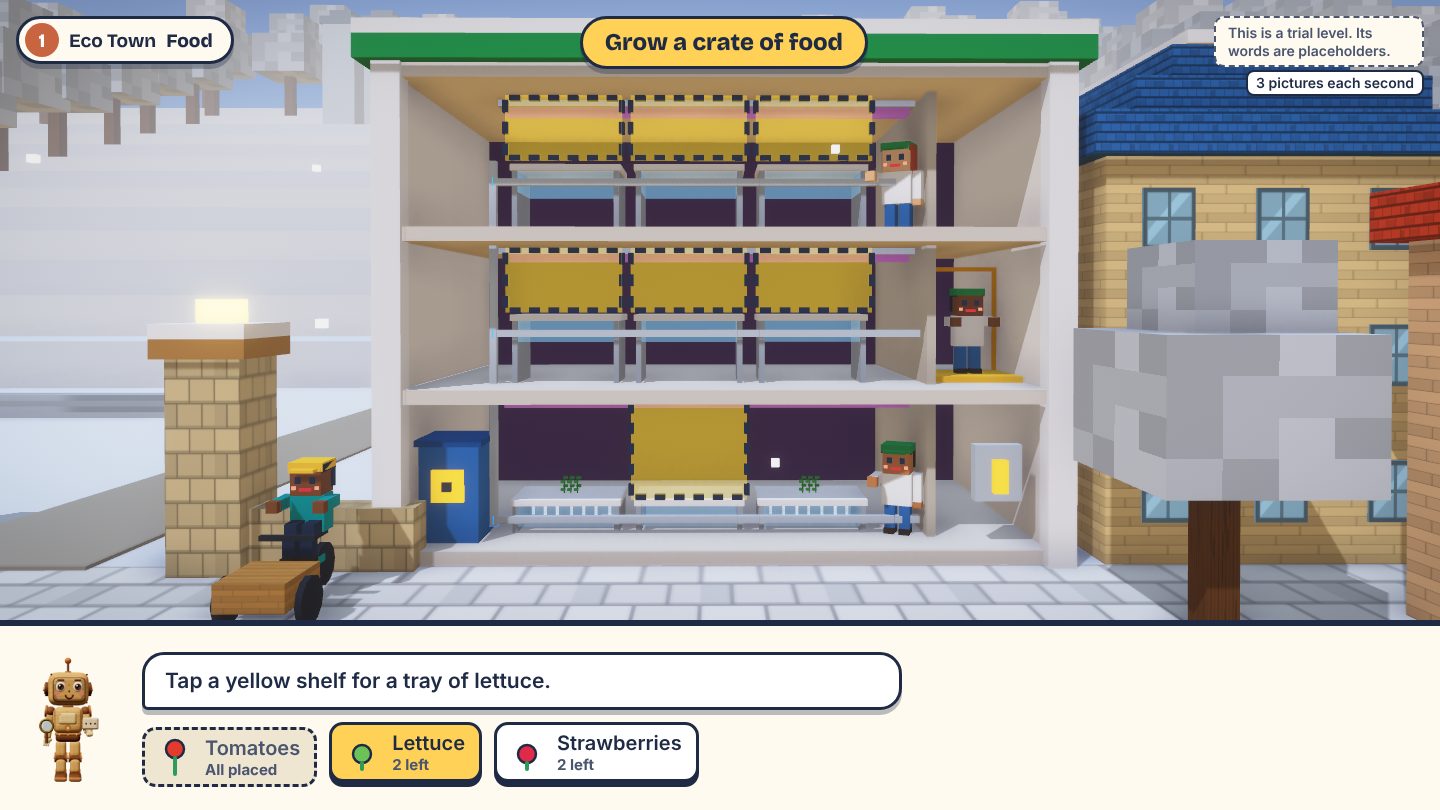 1 Eco Town Food
Grow a crate of food
This is a trial level. Its
words are placeholders.
3 pictures each second
Tap a yellow shelf for a tray of lettuce.
Tomatoes
All placed
Lettuce
2 left
Strawberries
2 left